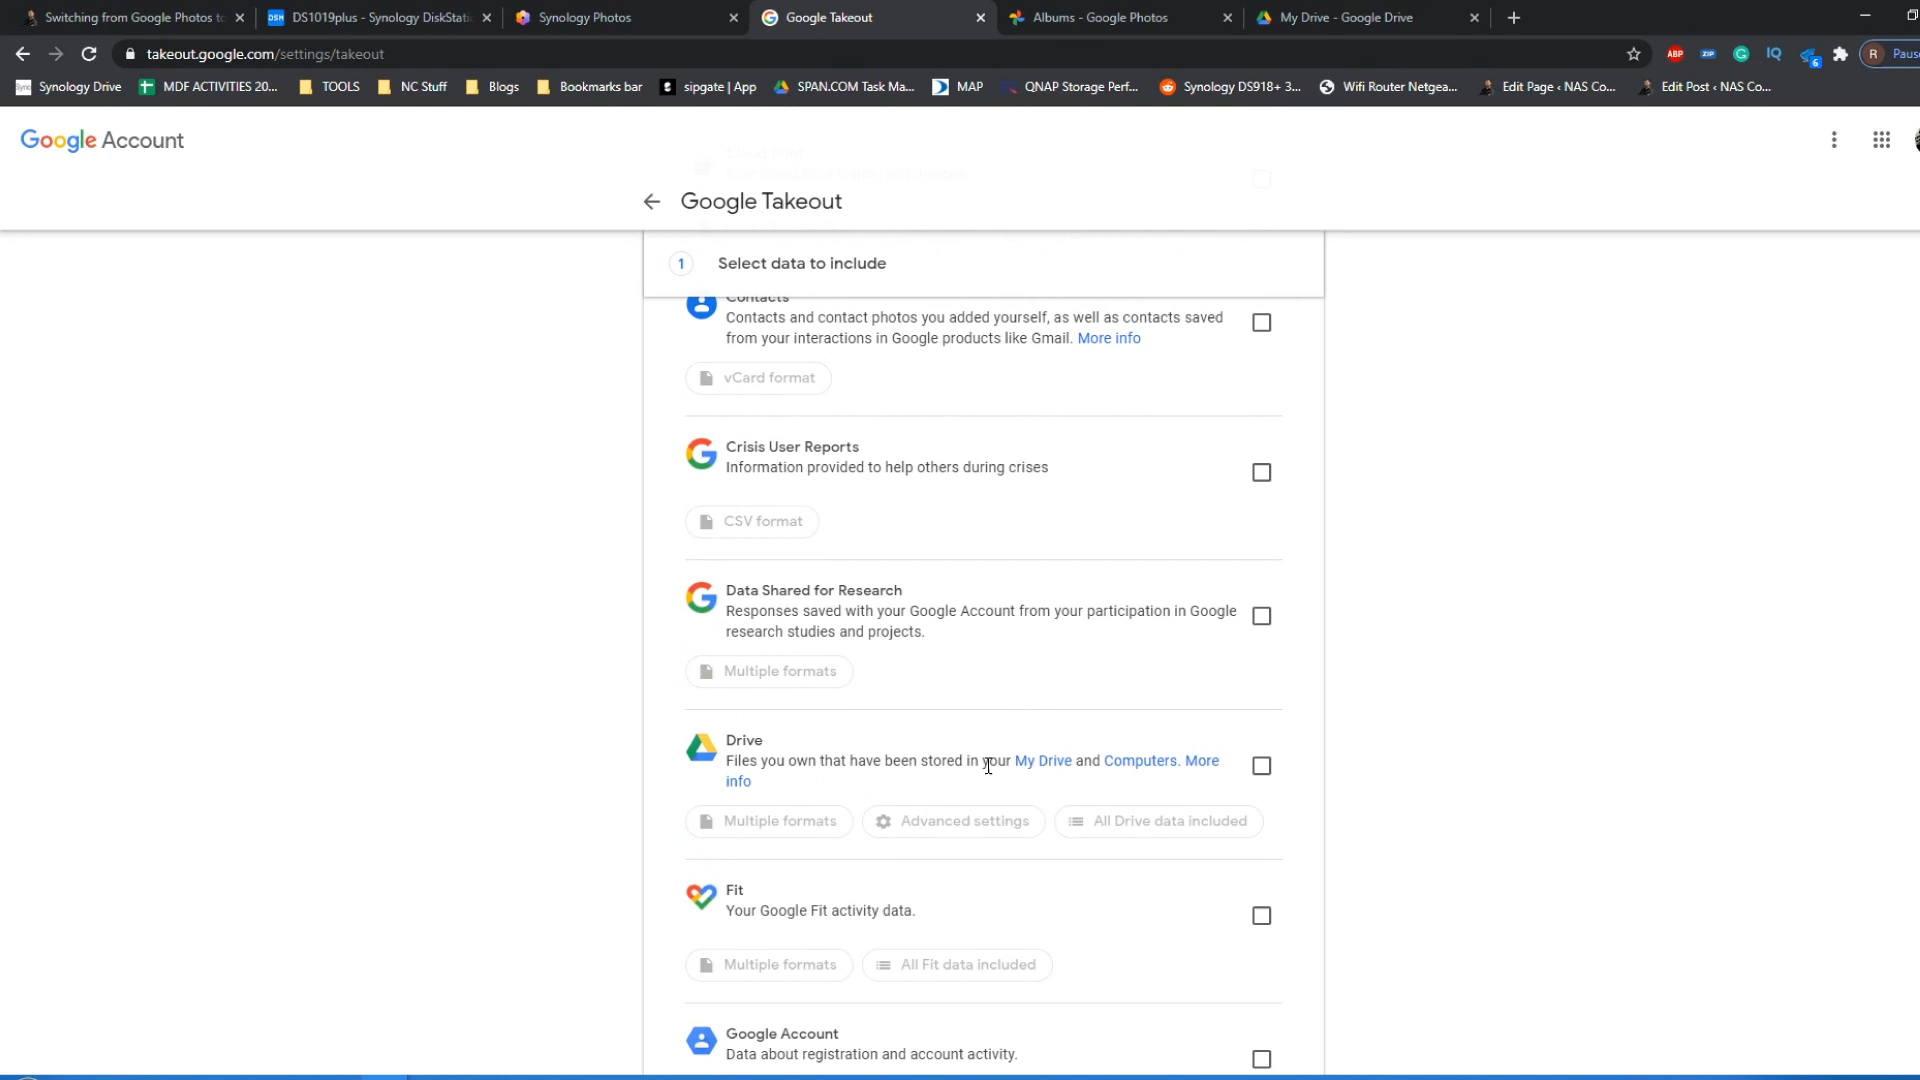 Switching from Google Photos to
DS1019plus - Synology DiskStati
Synology Photos
Google Takeout
Albums - Google Photos
My Drive - Google Drive
takeout.google.com/settings/takeout
ABP
ZIP
IQ
6
R
Paus
Synology Drive
MDF ACTIVITIES 20...
TOOLS
NC Stuff
Blogs
Bookmarks bar
sipgate | App
SPAN.COM Task Ma...
MAP
QNAP Storage Perf...
Synology DS918+ 3...
Wifi Router Netgea...
Edit Page ‹ NAS Co...
Edit Post ‹ NAS Co...
Google Account
Google Takeout
1 Select data to include
Contacts
Contacts and contact photos you added yourself, as well as contacts saved
from your interactions in Google products like Gmail. More info
vCard format
Crisis User Reports
Information provided to help others during crises
CSV format
Data Shared for Research
Responses saved with your Google Account from your participation in Google
research studies and projects.
Multiple formats
Drive
Files you own that have been stored in your My Drive and Computers. More
info
Multiple formats
Advanced settings
All Drive data included
Fit
Your Google Fit activity data.
Multiple formats
All Fit data included
Google Account
Data about registration and account activity.